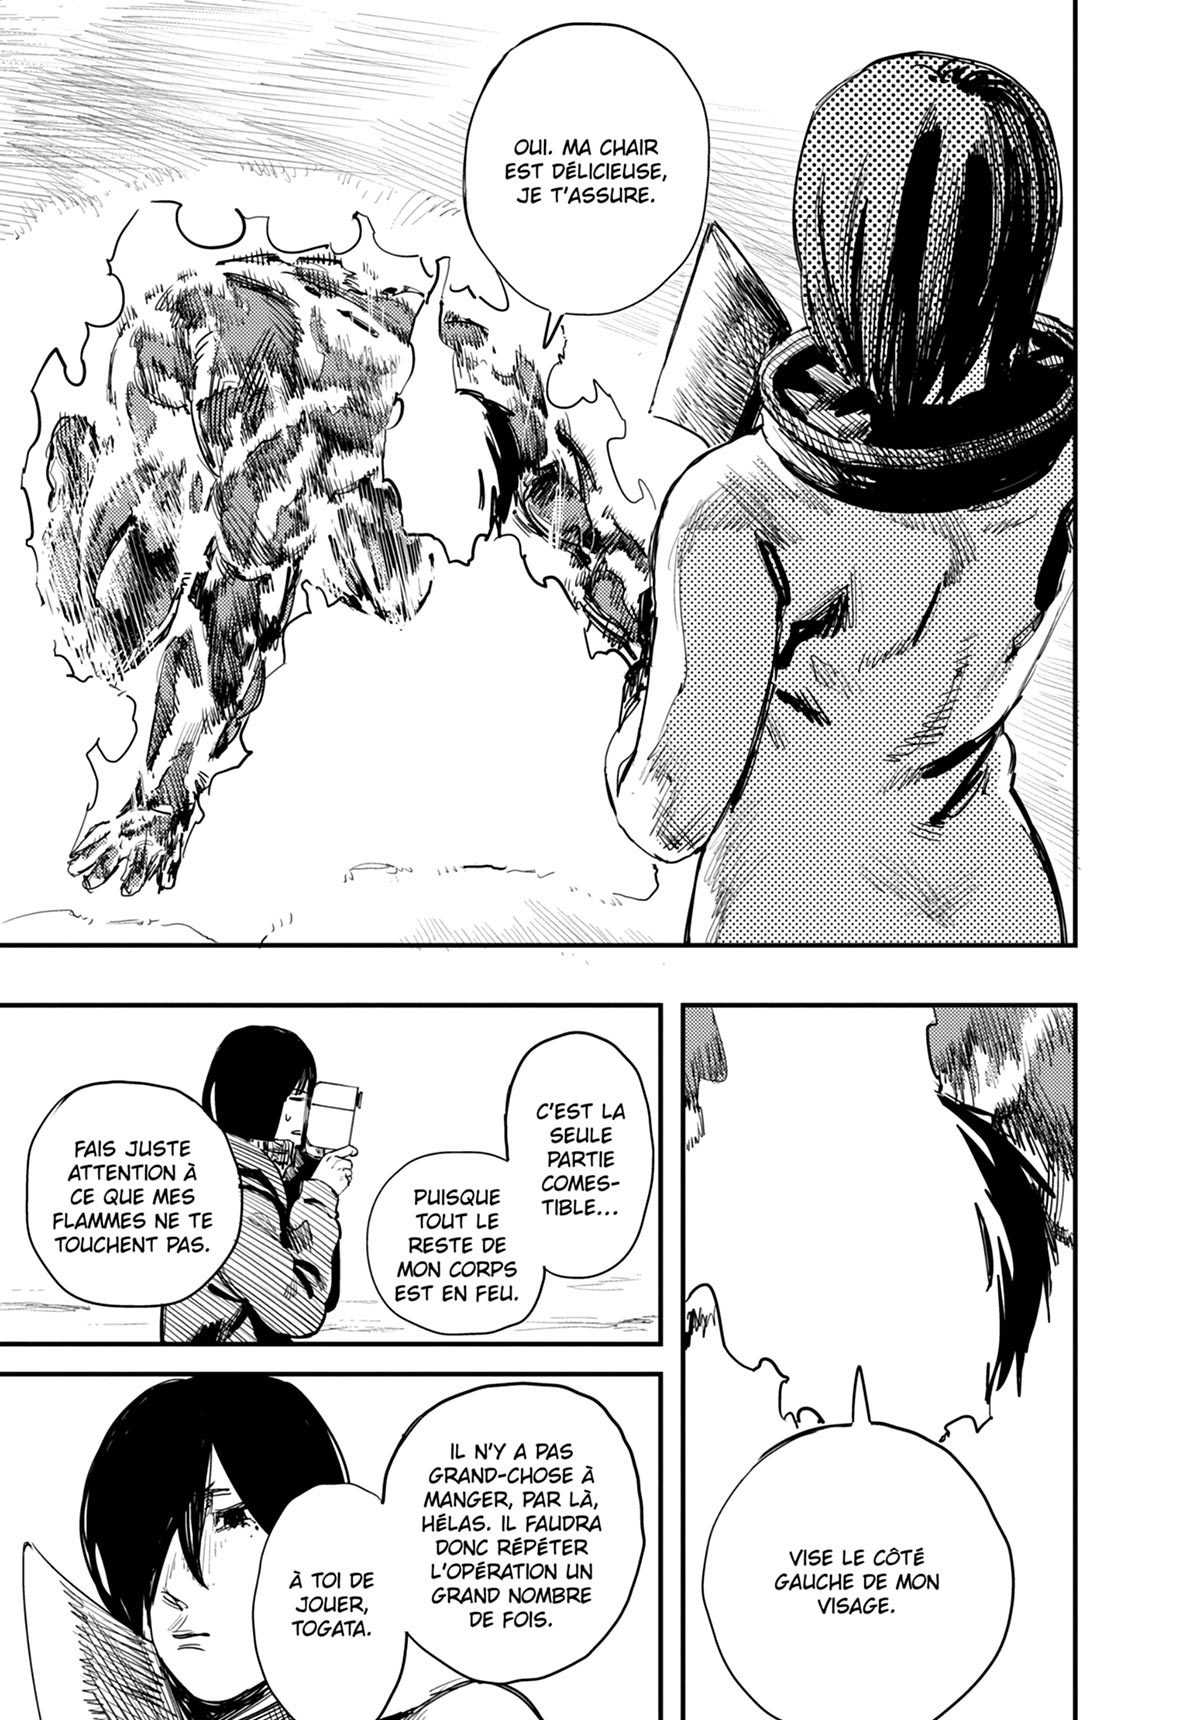 OUI. MA CHAIR
EST DÉLICIEUSE,
JE T'ASSURE.
VISE LE CÔTÉ
GAUCHE DE MON
VISAGE.
C'EST LA
SEULE
PARTIE
COMES-
TIBLE...
PUISQUE
TOUT LE
RESTE DE
MON CORPS
EST EN FEU.
FAIS JUSTE
ATTENTION À
CE QUE MES
FLAMMES NE TE
TOUCHENT PAS.
IL N'Y A PAS
GRAND-CHOSE À
MANGER, PAR LÀ,
HÉLAS. IL FAUDRA
DONC RÉPÉTER
L'OPÉRATION UN
GRAND NOMBRE
DE FOIS.
À TOI DE
JOUER,
TOGATA.